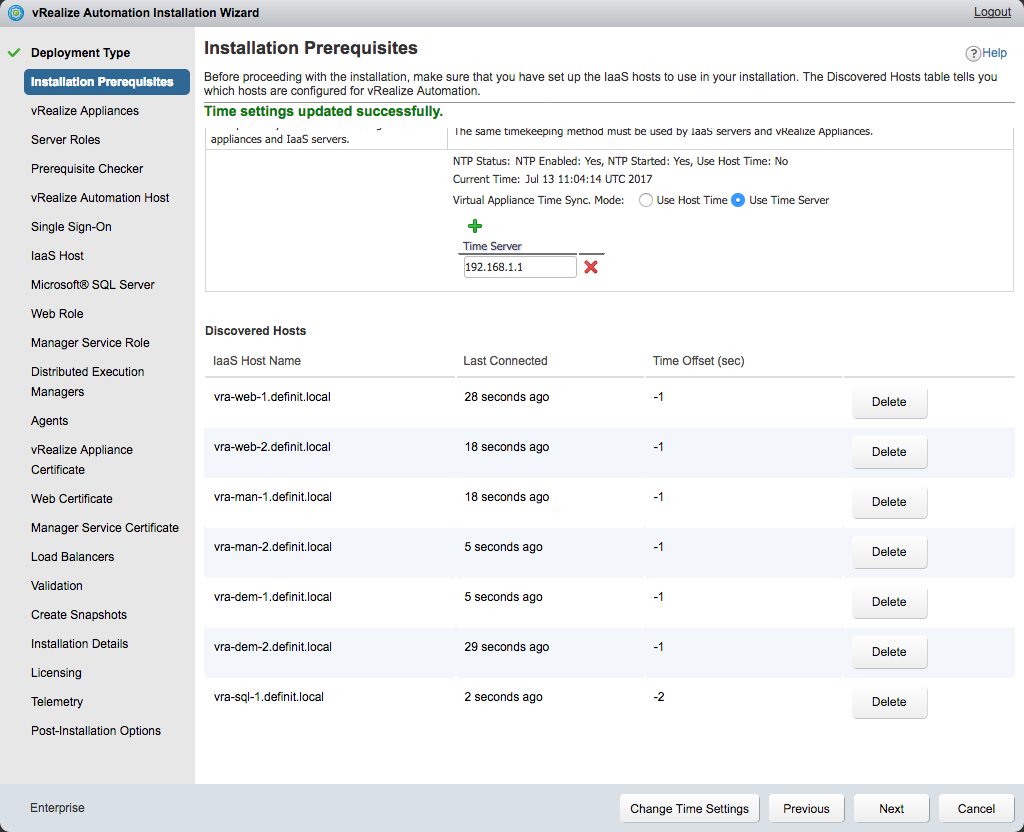 vRealize Automation Installation Wizard
Logout
Deployment Type
Installation Prerequisites
vRealize Appliances
Server Roles
Prerequisite Checker
vRealize Automation Host
Single Sign-On
IaaS Host
Microsoft® SQL Server
Web Role
Manager Service Role
Distributed Execution
Managers
Agents
vRealize Appliance
Certificate
Web Certificate
Manager Service Certificate
Load Balancers
Validation
Create Snapshots
Installation Details
Licensing
Telemetry
Post-Installation Options
Installation Prerequisites
?Help
Before proceeding with the installation, make sure that you have set up the IaaS hosts to use in your installation. The Discovered Hosts table tells you
which hosts are configured for vRealize Automation.
Time settings updated successfully.
appliances and IaaS servers.
The same timekeeping method must be used by IaaS servers and vRealize Appliances.
NTP Status: NTP Enabled: Yes, NTP Started: Yes, Use Host Time: No
Current Time: Jul 13 11:04:14 UTC 2017
Virtual Appliance Time Sync. Mode: Use Host Time Use Time Server
Time Server
192.168.1.1
Discovered Hosts
IaaS Host Name Last Connected Time Offset (sec)
vra-web-1.definit.local 28 seconds ago -1 Delete
vra-web-2.definit.local 18 seconds ago -1 Delete
vra-man-1.definit.local 18 seconds ago -1 Delete
vra-man-2.definit.local 5 seconds ago -1 Delete
vra-dem-1.definit.local 5 seconds ago -1 Delete
vra-dem-2.definit.local 29 seconds ago -1 Delete
vra-sql-1.definit.local 2 seconds ago -2 Delete
Enterprise
Change Time Settings Previous Next Cancel